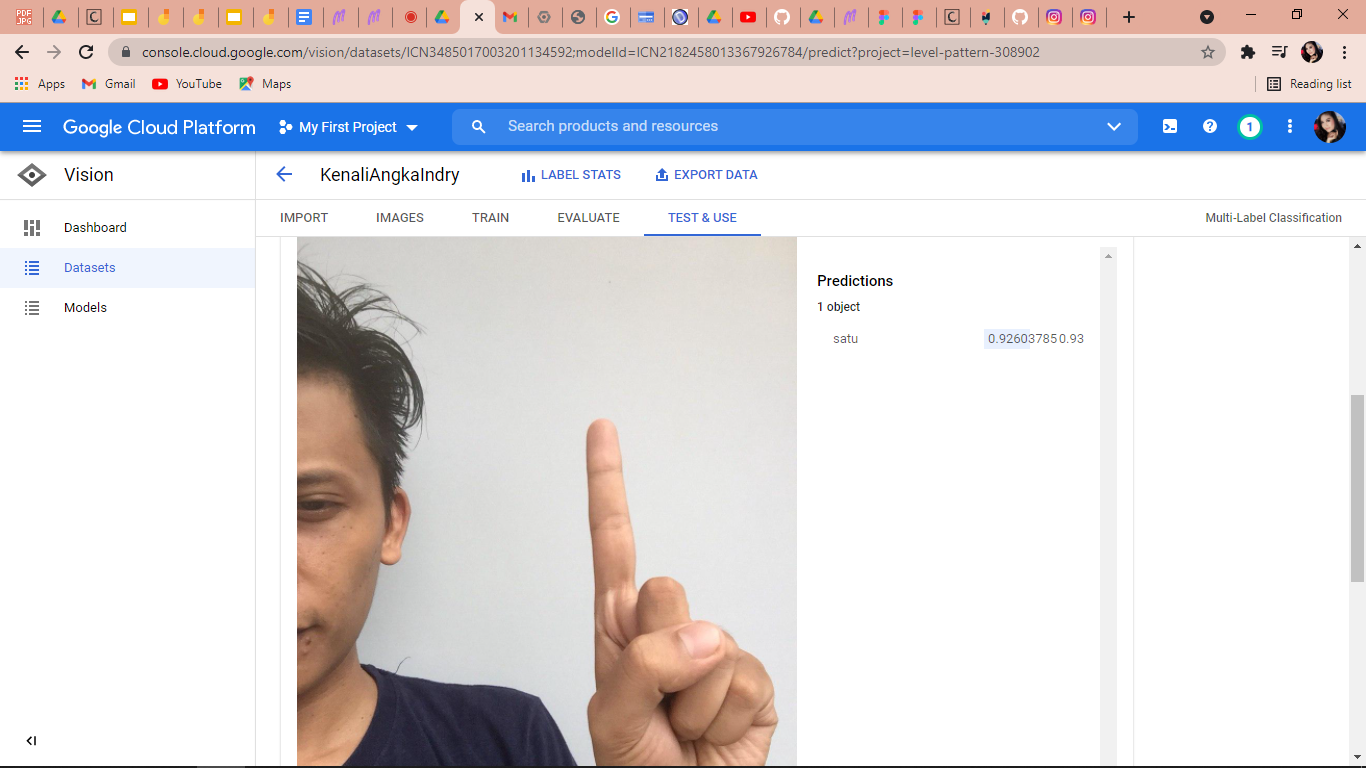 console.cloud.google.com/vision/datasets/ICN3485017003201134592;modelId=ICN2182458013367926784/predict?project=level-pattern-308902
Apps Gmail YouTube Maps Reading list
Google Cloud Platform My First Project Search products and resources 1
Vision KenaliAngkaIndry LABEL STATS EXPORT DATA
IMPORT IMAGES TRAIN EVALUATE TEST & USE Multi-Label Classification
Dashboard
Datasets
Models
Predictions
1 object
satu 0.92603785 0.93